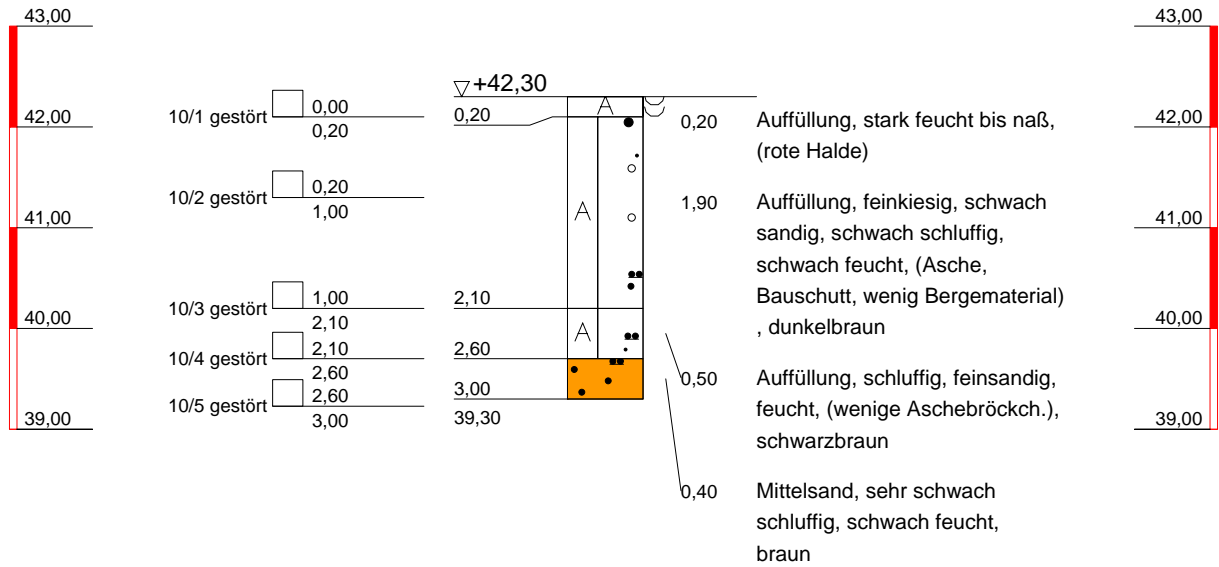 43,00
42,00
41,00
40,00
39,00
10/1 gestört
0,00
0,20
10/2 gestört
0,20
1,00
10/3 gestört
1,00
2,10
10/4 gestört
2,10
2,60
10/5 gestört
2,60
3,00
+42,30
0,20
2,10
2,60
3,00
39,30
A
A
A
0,20
Auffüllung, stark feucht bis naß,
(rote Halde)
1,90
Auffüllung, feinkiesig, schwach
sandig, schwach schluffig,
schwach feucht, (Asche,
Bauschutt, wenig Bergematerial)
, dunkelbraun
0,50
Auffüllung, schluffig, feinsandig,
feucht, (wenige Aschebröckch.),
schwarzbraun
0,40
Mittelsand, sehr schwach
schluffig, schwach feucht,
braun
43,00
42,00
41,00
40,00
39,00